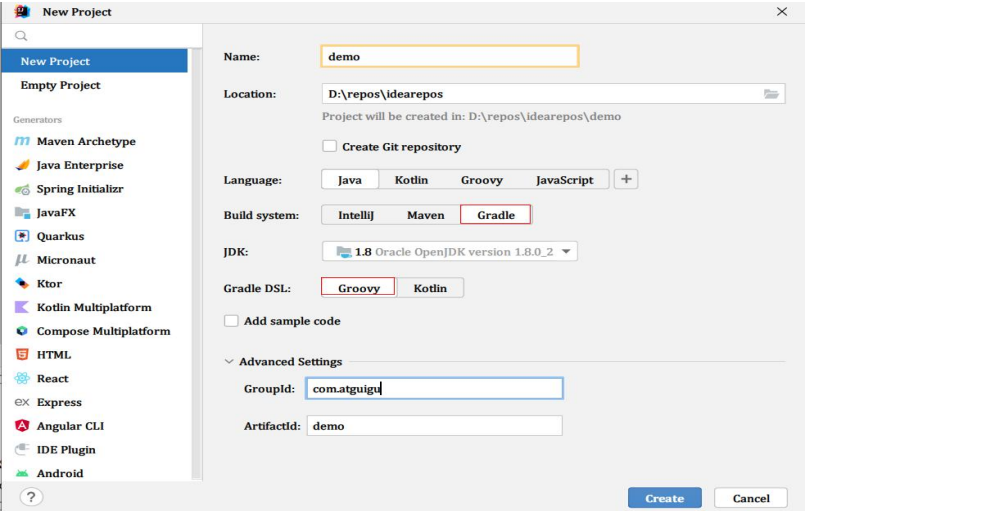 New Project
New Project
Empty Project
Generators
Maven Archetype
Java Enterprise
Spring Initializr
JavaFX
Quarkus
Micronaut
Ktor
Kotlin Multiplatform
Compose Multiplatform
HTML
React
ex Express
Angular CLI
IDE Plugin
Android
?
Name: demo
Location: D:\repos\idearepos
Project will be created in: D:\repos\idearepos\demo
Create Git repository
Language: Java Kotlin Groovy JavaScript +
Build system: IntelliJ Maven Gradle
JDK: 1.8 Oracle OpenJDK version 1.8.0_2
Gradle DSL: Groovy Kotlin
Add sample code
Advanced Settings
GroupId: com.atguigu
ArtifactId: demo
Create Cancel